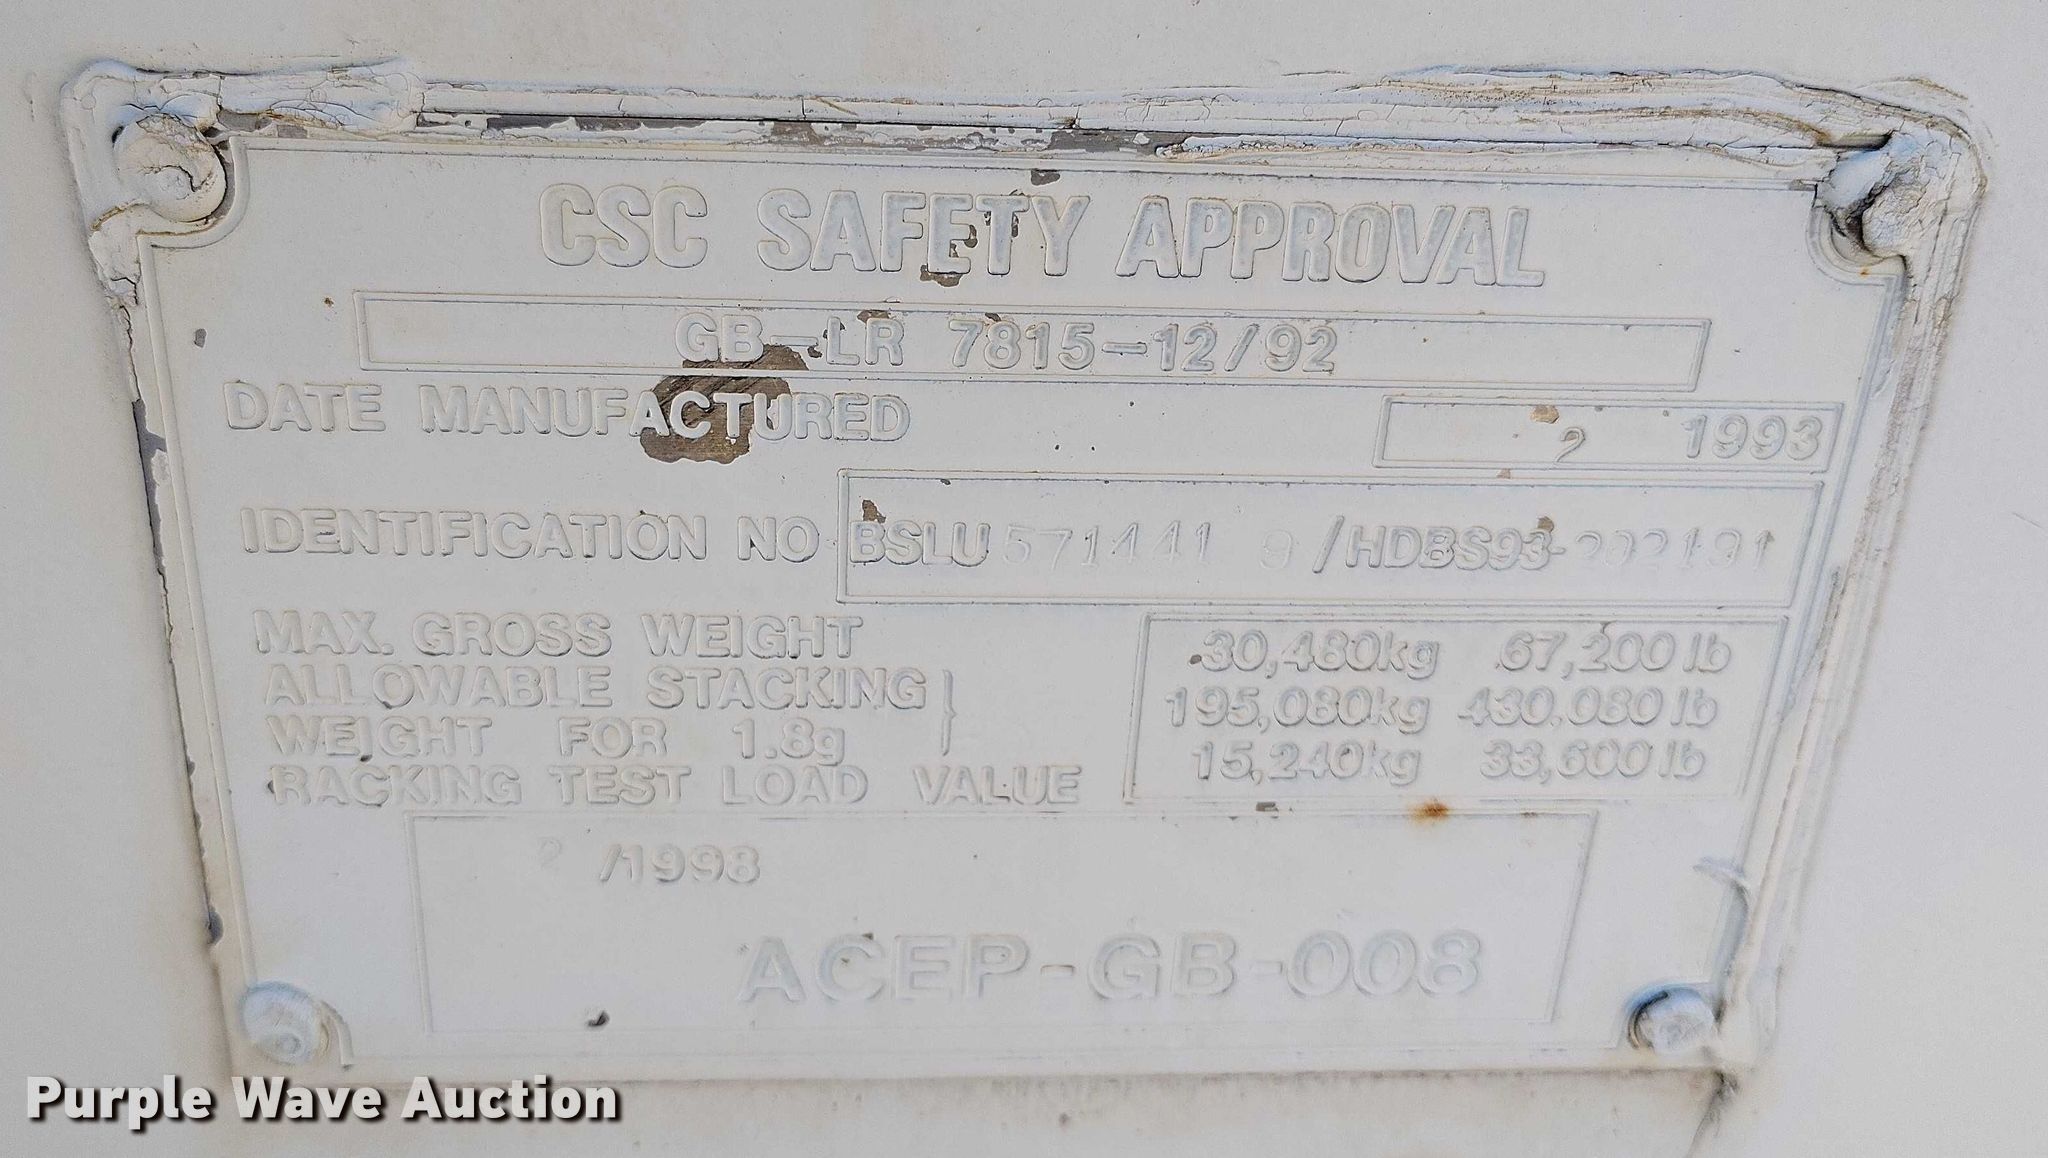 CSC SAFETY APPROVAL
GB-LR 7815-12/92
DATE MANUFACTURED 2 1993
IDENTIFICATION NO BSLU 571441 9 /HDBS93-202191
MAX. GROSS WEIGHT 30,480kg 67,200 lb
ALLOWABLE STACKING
WEIGHT FOR 1.8g } 195,080kg 430,080 lb
RACKING TEST LOAD VALUE 15,240kg 33,600 lb
2 /1998
ACEP-GB-008
Purple Wave Auction